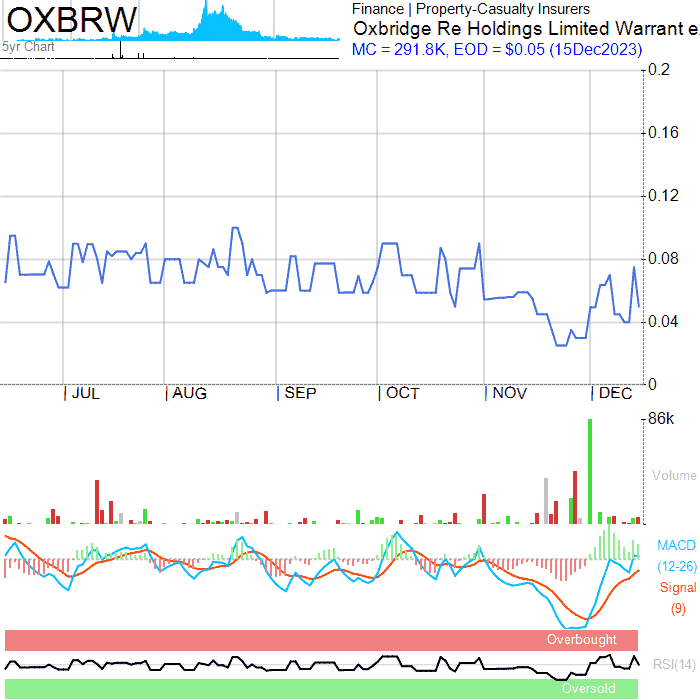 OXBRW
5yr Chart
Finance | Property-Casualty Insurers
Oxbridge Re Holdings Limited Warrant e
MC = 291.8K, EOD = $0.05 (15Dec2023)
0.2
0.16
0.12
0.08
0.04
0
| JUL | AUG | SEP | OCT | NOV | DEC
86k
Volume
MACD
(12-26)
Signal
(9)
Overbought
RSI(14)
Oversold